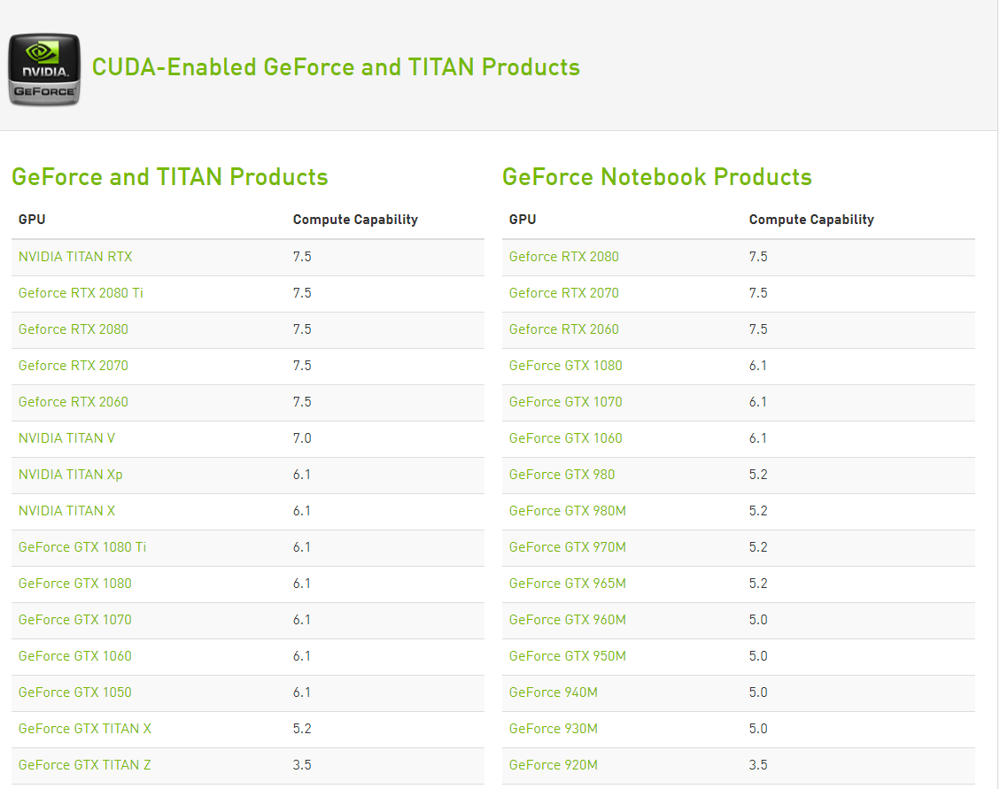 NVIDIA.
GEFORCE
CUDA-Enabled GeForce and TITAN Products
GeForce and TITAN Products
GPU Compute Capability
NVIDIA TITAN RTX 7.5
Geforce RTX 2080 Ti 7.5
Geforce RTX 2080 7.5
Geforce RTX 2070 7.5
Geforce RTX 2060 7.5
NVIDIA TITAN V 7.0
NVIDIA TITAN Xp 6.1
NVIDIA TITAN X 6.1
GeForce GTX 1080 Ti 6.1
GeForce GTX 1080 6.1
GeForce GTX 1070 6.1
GeForce GTX 1060 6.1
GeForce GTX 1050 6.1
GeForce GTX TITAN X 5.2
GeForce GTX TITAN Z 3.5
GeForce Notebook Products
GPU Compute Capability
Geforce RTX 2080 7.5
Geforce RTX 2070 7.5
Geforce RTX 2060 7.5
GeForce GTX 1080 6.1
GeForce GTX 1070 6.1
GeForce GTX 1060 6.1
GeForce GTX 980 5.2
GeForce GTX 980M 5.2
GeForce GTX 970M 5.2
GeForce GTX 965M 5.2
GeForce GTX 960M 5.0
GeForce GTX 950M 5.0
GeForce 940M 5.0
GeForce 930M 5.0
GeForce 920M 3.5